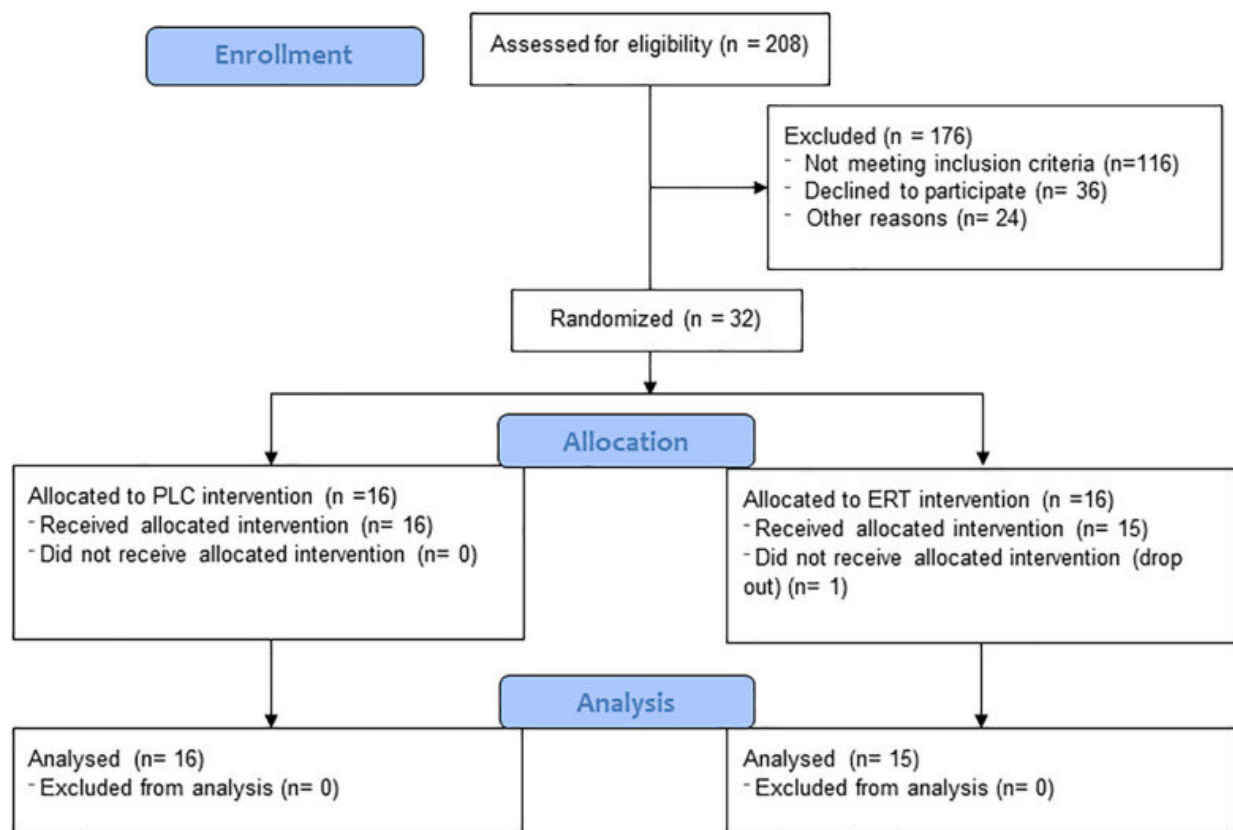 Enrollment
Assessed for eligibility (n = 208)
Excluded (n = 176)
- Not meeting inclusion criteria (n=116)
- Declined to participate (n= 36)
- Other reasons (n= 24)
Randomized (n = 32)
Allocation
Allocated to PLC intervention (n =16)
- Received allocated intervention (n= 16)
- Did not receive allocated intervention (n= 0)
Allocated to ERT intervention (n =16)
- Received allocated intervention (n= 15)
- Did not receive allocated intervention (drop
out) (n= 1)
Analysis
Analysed (n= 16)
- Excluded from analysis (n= 0)
Analysed (n= 15)
- Excluded from analysis (n= 0)